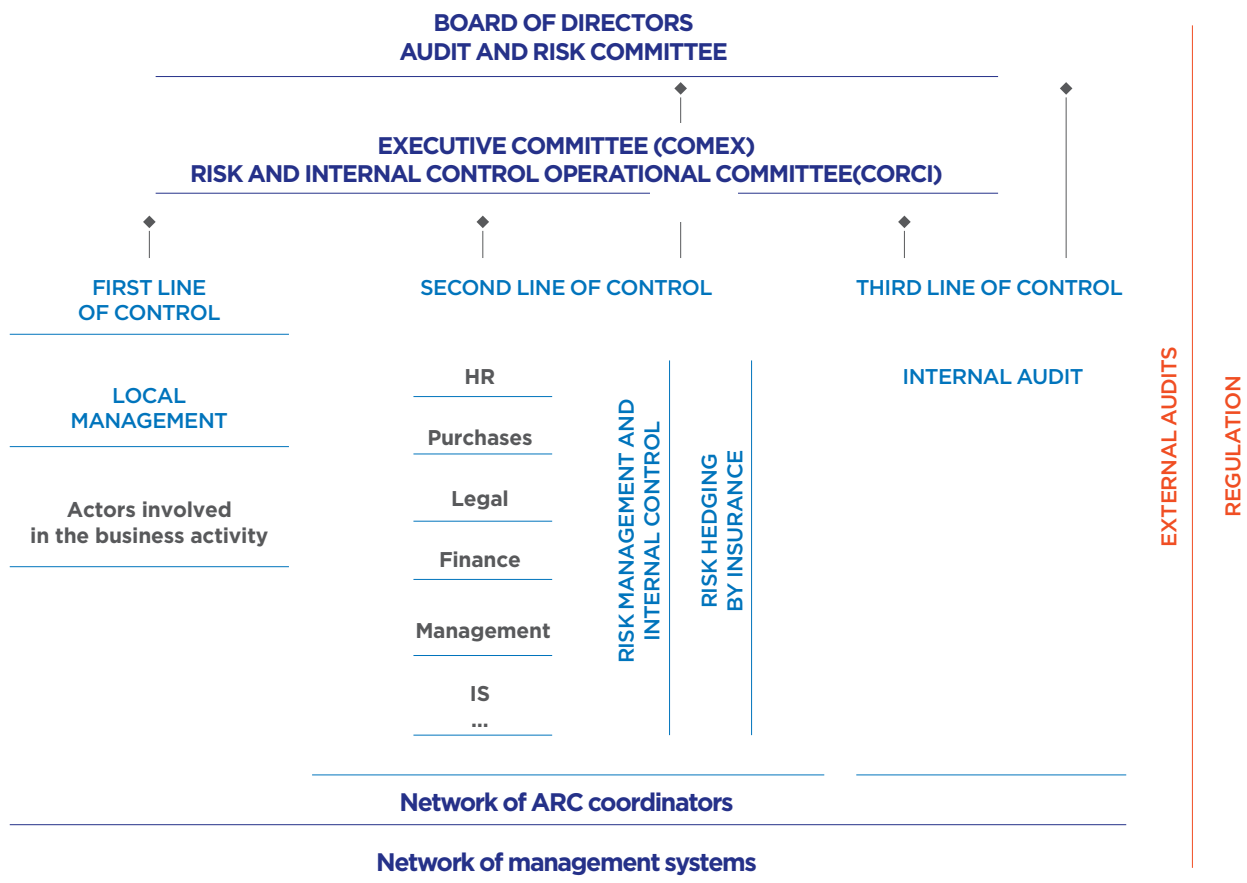 BOARD OF DIRECTORS
AUDIT AND RISK COMMITTEE
EXECUTIVE COMMITTEE (COMEX)
RISK AND INTERNAL CONTROL OPERATIONAL COMMITTEE(CORCI)
FIRST LINE
OF CONTROL
LOCAL
MANAGEMENT
Actors involved
in the business activity
SECOND LINE OF CONTROL
HR
Purchases
Legal
Finance
Management
IS
...
RISK MANAGEMENT AND
INTERNAL CONTROL
RISK HEDGING
BY INSURANCE
THIRD LINE OF CONTROL
INTERNAL AUDIT
EXTERNAL AUDITS
REGULATION
Network of ARC coordinators
Network of management systems